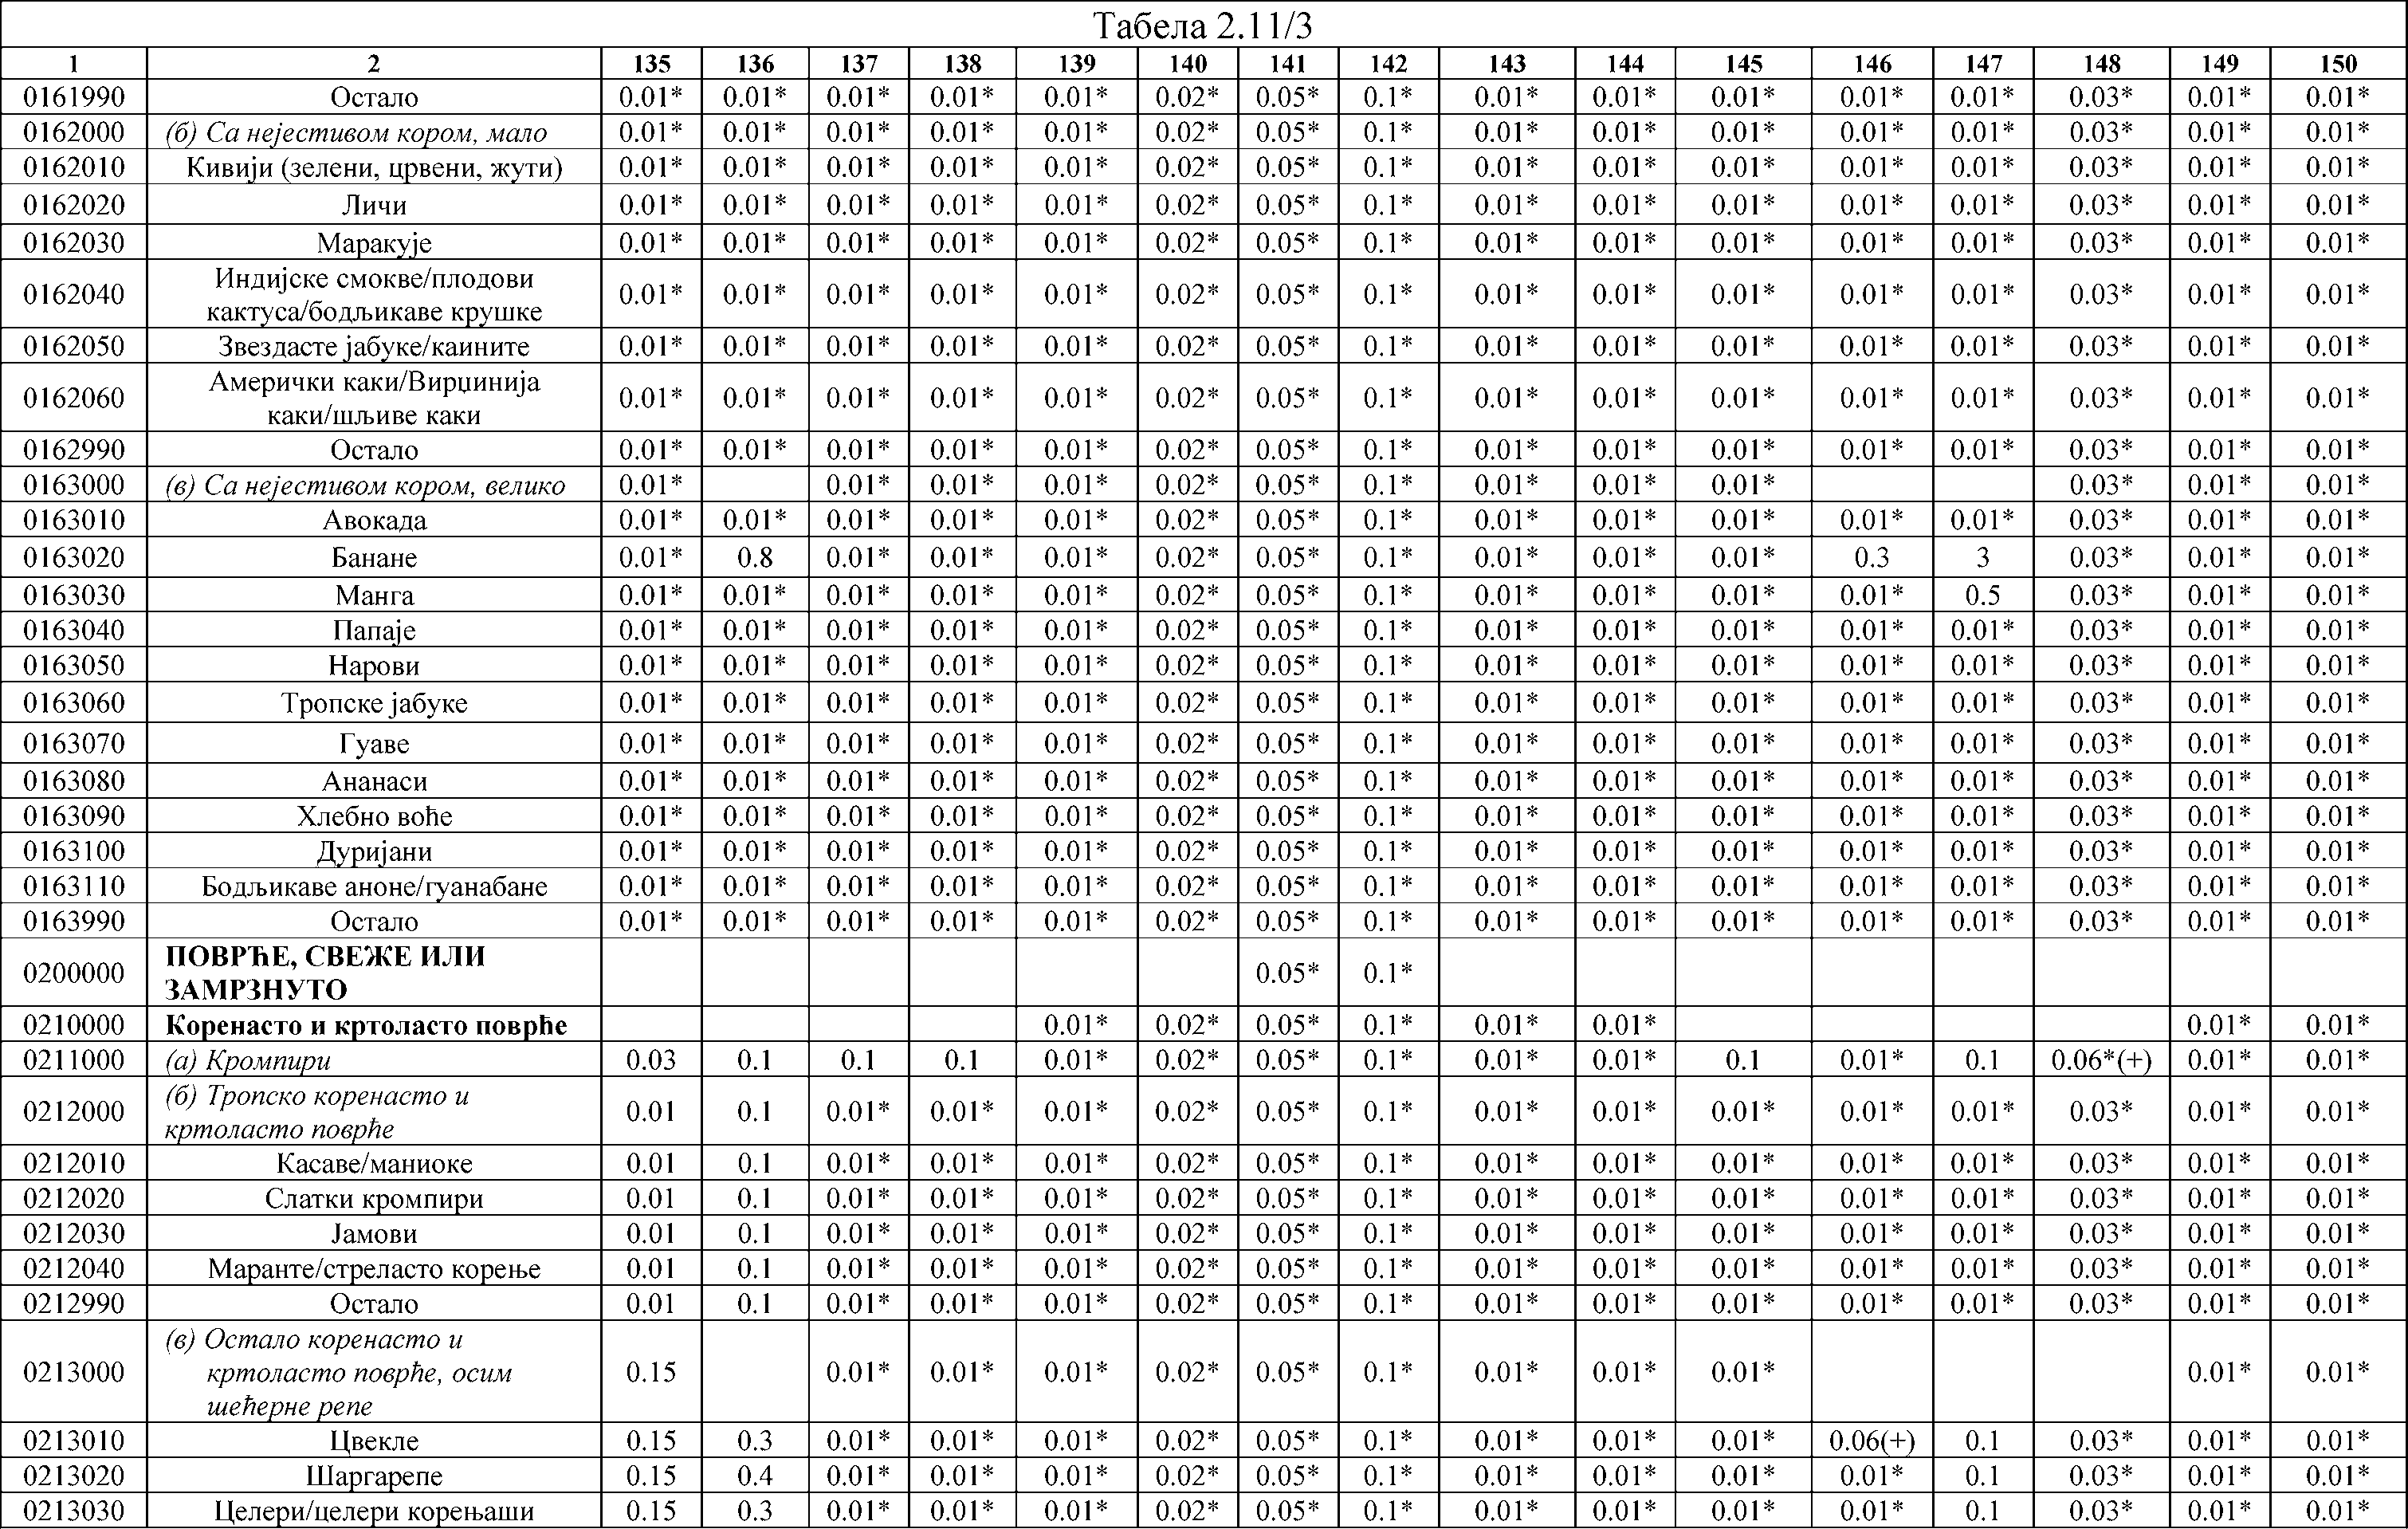 Табела 2.11/3
1 2 135 136 137 138 139 140 141 142 143 144 145 146 147 148 149 150
0161990 Остало 0.01* 0.01* 0.01* 0.01* 0.01* 0.02* 0.05* 0.1* 0.01* 0.01* 0.01* 0.01* 0.01* 0.03* 0.01* 0.01*
0162000 (б) Са нејестивом кором, мало 0.01* 0.01* 0.01* 0.01* 0.01* 0.02* 0.05* 0.1* 0.01* 0.01* 0.01* 0.01* 0.01* 0.03* 0.01* 0.01*
0162010 Кивији (зелени, црвени, жути) 0.01* 0.01* 0.01* 0.01* 0.01* 0.02* 0.05* 0.1* 0.01* 0.01* 0.01* 0.01* 0.01* 0.03* 0.01* 0.01*
0162020 Личи 0.01* 0.01* 0.01* 0.01* 0.01* 0.02* 0.05* 0.1* 0.01* 0.01* 0.01* 0.01* 0.01* 0.03* 0.01* 0.01*
0162030 Маракује 0.01* 0.01* 0.01* 0.01* 0.01* 0.02* 0.05* 0.1* 0.01* 0.01* 0.01* 0.01* 0.01* 0.03* 0.01* 0.01*
0162040 Индијске смокве/плодови
кактуса/бодљикаве крушке 0.01* 0.01* 0.01* 0.01* 0.01* 0.02* 0.05* 0.1* 0.01* 0.01* 0.01* 0.01* 0.01* 0.03* 0.01* 0.01*
0162050 Звездасте јабуке/каините 0.01* 0.01* 0.01* 0.01* 0.01* 0.02* 0.05* 0.1* 0.01* 0.01* 0.01* 0.01* 0.01* 0.03* 0.01* 0.01*
0162060 Амерички каки/Вирџинија
каки/шљиве каки 0.01* 0.01* 0.01* 0.01* 0.01* 0.02* 0.05* 0.1* 0.01* 0.01* 0.01* 0.01* 0.01* 0.03* 0.01* 0.01*
0162990 Остало 0.01* 0.01* 0.01* 0.01* 0.01* 0.02* 0.05* 0.1* 0.01* 0.01* 0.01* 0.01* 0.01* 0.03* 0.01* 0.01*
0163000 (в) Са нејестивом кором, велико 0.01* 0.01* 0.01* 0.01* 0.02* 0.05* 0.1* 0.01* 0.01* 0.01* 0.03* 0.01* 0.01*
0163010 Авокада 0.01* 0.01* 0.01* 0.01* 0.01* 0.02* 0.05* 0.1* 0.01* 0.01* 0.01* 0.01* 0.01* 0.03* 0.01* 0.01*
0163020 Банане 0.01* 0.8 0.01* 0.01* 0.01* 0.02* 0.05* 0.1* 0.01* 0.01* 0.01* 0.3 3 0.03* 0.01* 0.01*
0163030 Манга 0.01* 0.01* 0.01* 0.01* 0.01* 0.02* 0.05* 0.1* 0.01* 0.01* 0.01* 0.01* 0.5 0.03* 0.01* 0.01*
0163040 Папаје 0.01* 0.01* 0.01* 0.01* 0.01* 0.02* 0.05* 0.1* 0.01* 0.01* 0.01* 0.01* 0.01* 0.03* 0.01* 0.01*
0163050 Нарови 0.01* 0.01* 0.01* 0.01* 0.01* 0.02* 0.05* 0.1* 0.01* 0.01* 0.01* 0.01* 0.01* 0.03* 0.01* 0.01*
0163060 Тропске јабуке 0.01* 0.01* 0.01* 0.01* 0.01* 0.02* 0.05* 0.1* 0.01* 0.01* 0.01* 0.01* 0.01* 0.03* 0.01* 0.01*
0163070 Гуаве 0.01* 0.01* 0.01* 0.01* 0.01* 0.02* 0.05* 0.1* 0.01* 0.01* 0.01* 0.01* 0.01* 0.03* 0.01* 0.01*
0163080 Ананаси 0.01* 0.01* 0.01* 0.01* 0.01* 0.02* 0.05* 0.1* 0.01* 0.01* 0.01* 0.01* 0.01* 0.03* 0.01* 0.01*
0163090 Хлебно воће 0.01* 0.01* 0.01* 0.01* 0.01* 0.02* 0.05* 0.1* 0.01* 0.01* 0.01* 0.01* 0.01* 0.03* 0.01* 0.01*
0163100 Дуријани 0.01* 0.01* 0.01* 0.01* 0.01* 0.02* 0.05* 0.1* 0.01* 0.01* 0.01* 0.01* 0.01* 0.03* 0.01* 0.01*
0163110 Бодљикаве аноне/гуанабане 0.01* 0.01* 0.01* 0.01* 0.01* 0.02* 0.05* 0.1* 0.01* 0.01* 0.01* 0.01* 0.01* 0.03* 0.01* 0.01*
0163990 Остало 0.01* 0.01* 0.01* 0.01* 0.01* 0.02* 0.05* 0.1* 0.01* 0.01* 0.01* 0.01* 0.01* 0.03* 0.01* 0.01*
0200000 ПОВРЋЕ, СВЕЖЕ ИЛИ
ЗАМРЗНУТО 0.05* 0.1*
0210000 Коренасто и кртоласто поврће 0.01* 0.02* 0.05* 0.1* 0.01* 0.01* 0.01* 0.01*
0211000 (а) Кромпири 0.03 0.1 0.1 0.1 0.01* 0.02* 0.05* 0.1* 0.01* 0.01* 0.1 0.01* 0.1 0.06*(+) 0.01* 0.01*
0212000 (б) Тропско коренасто и
кртоласто поврће 0.01 0.1 0.01* 0.01* 0.01* 0.02* 0.05* 0.1* 0.01* 0.01* 0.01* 0.01* 0.01* 0.03* 0.01* 0.01*
0212010 Касаве/маниоке 0.01 0.1 0.01* 0.01* 0.01* 0.02* 0.05* 0.1* 0.01* 0.01* 0.01* 0.01* 0.01* 0.03* 0.01* 0.01*
0212020 Слатки кромпири 0.01 0.1 0.01* 0.01* 0.01* 0.02* 0.05* 0.1* 0.01* 0.01* 0.01* 0.01* 0.01* 0.03* 0.01* 0.01*
0212030 Јамови 0.01 0.1 0.01* 0.01* 0.01* 0.02* 0.05* 0.1* 0.01* 0.01* 0.01* 0.01* 0.01* 0.03* 0.01* 0.01*
0212040 Маранте/стреласто корење 0.01 0.1 0.01* 0.01* 0.01* 0.02* 0.05* 0.1* 0.01* 0.01* 0.01* 0.01* 0.01* 0.03* 0.01* 0.01*
0212990 Остало 0.01 0.1 0.01* 0.01* 0.01* 0.02* 0.05* 0.1* 0.01* 0.01* 0.01* 0.01* 0.01* 0.03* 0.01* 0.01*
0213000 (в) Остало коренасто и
кртоласто поврће, осим
шећерне репе 0.15 0.01* 0.01* 0.01* 0.02* 0.05* 0.1* 0.01* 0.01* 0.01* 0.01* 0.01*
0213010 Цвекле 0.15 0.3 0.01* 0.01* 0.01* 0.02* 0.05* 0.1* 0.01* 0.01* 0.01* 0.06(+) 0.1 0.03* 0.01* 0.01*
0213020 Шаргарепе 0.15 0.4 0.01* 0.01* 0.01* 0.02* 0.05* 0.1* 0.01* 0.01* 0.01* 0.01* 0.1 0.03* 0.01* 0.01*
0213030 Целери/целери корењаши 0.15 0.3 0.01* 0.01* 0.01* 0.02* 0.05* 0.1* 0.01* 0.01* 0.01* 0.01* 0.1 0.03* 0.01* 0.01*